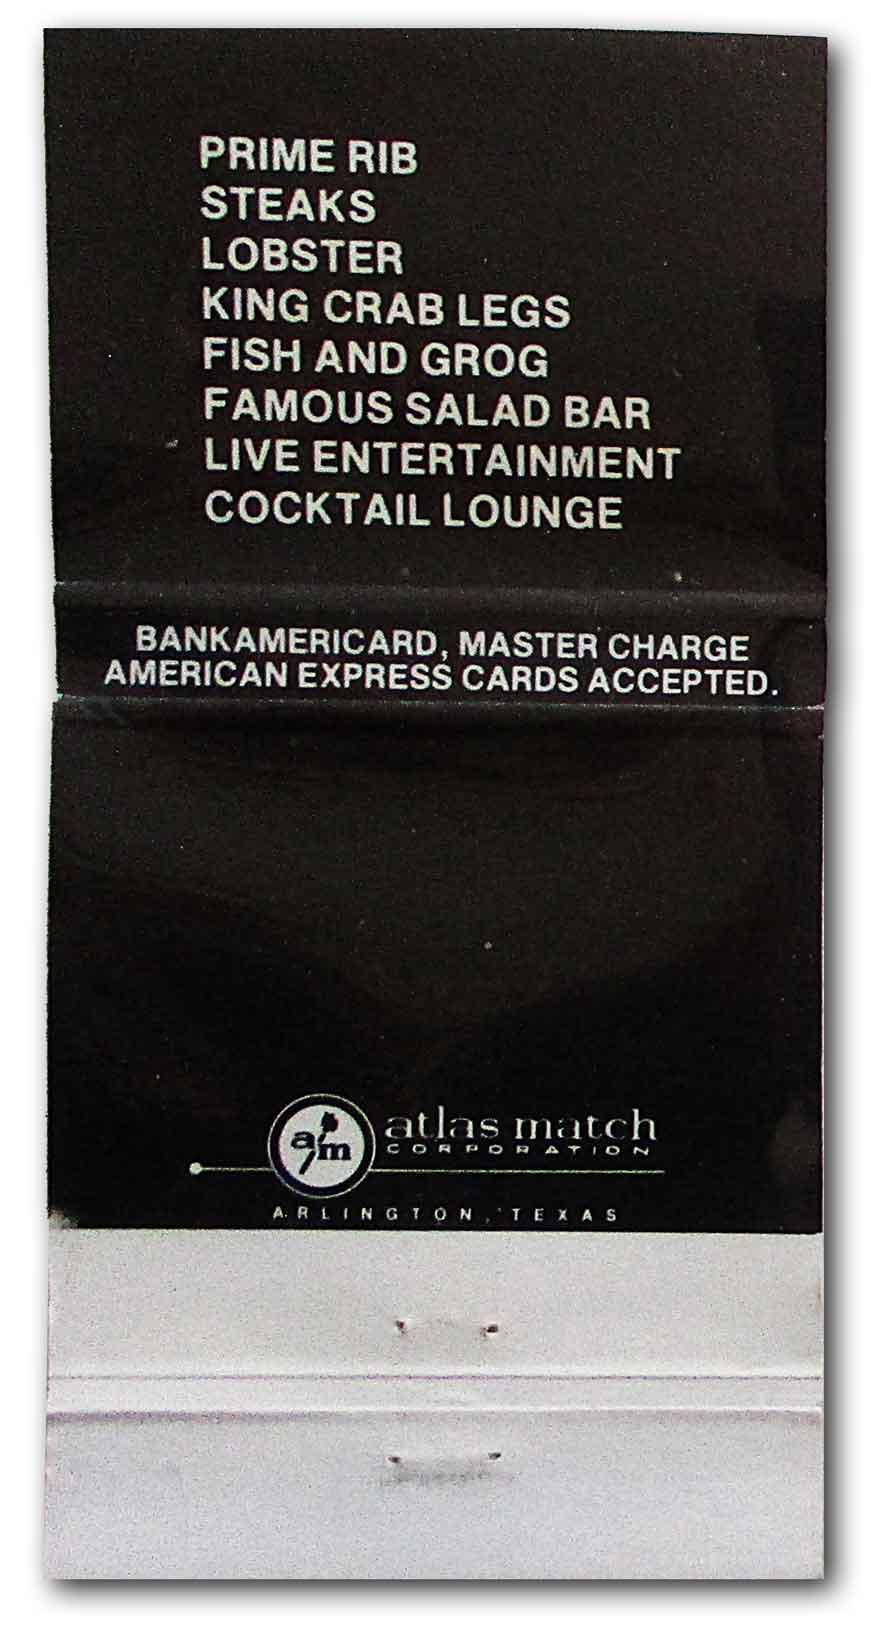 PRIME RIB
STEAKS
LOBSTER
KING CRAB LEGS
FISH AND GROG
FAMOUS SALAD BAR
LIVE ENTERTAINMENT
COCKTAIL LOUNGE
BANKAMERICARD, MASTER CHARGE
AMERICAN EXPRESS CARDS ACCEPTED.
am atlas match
CORPORATION
ARLINGTON, TEXAS